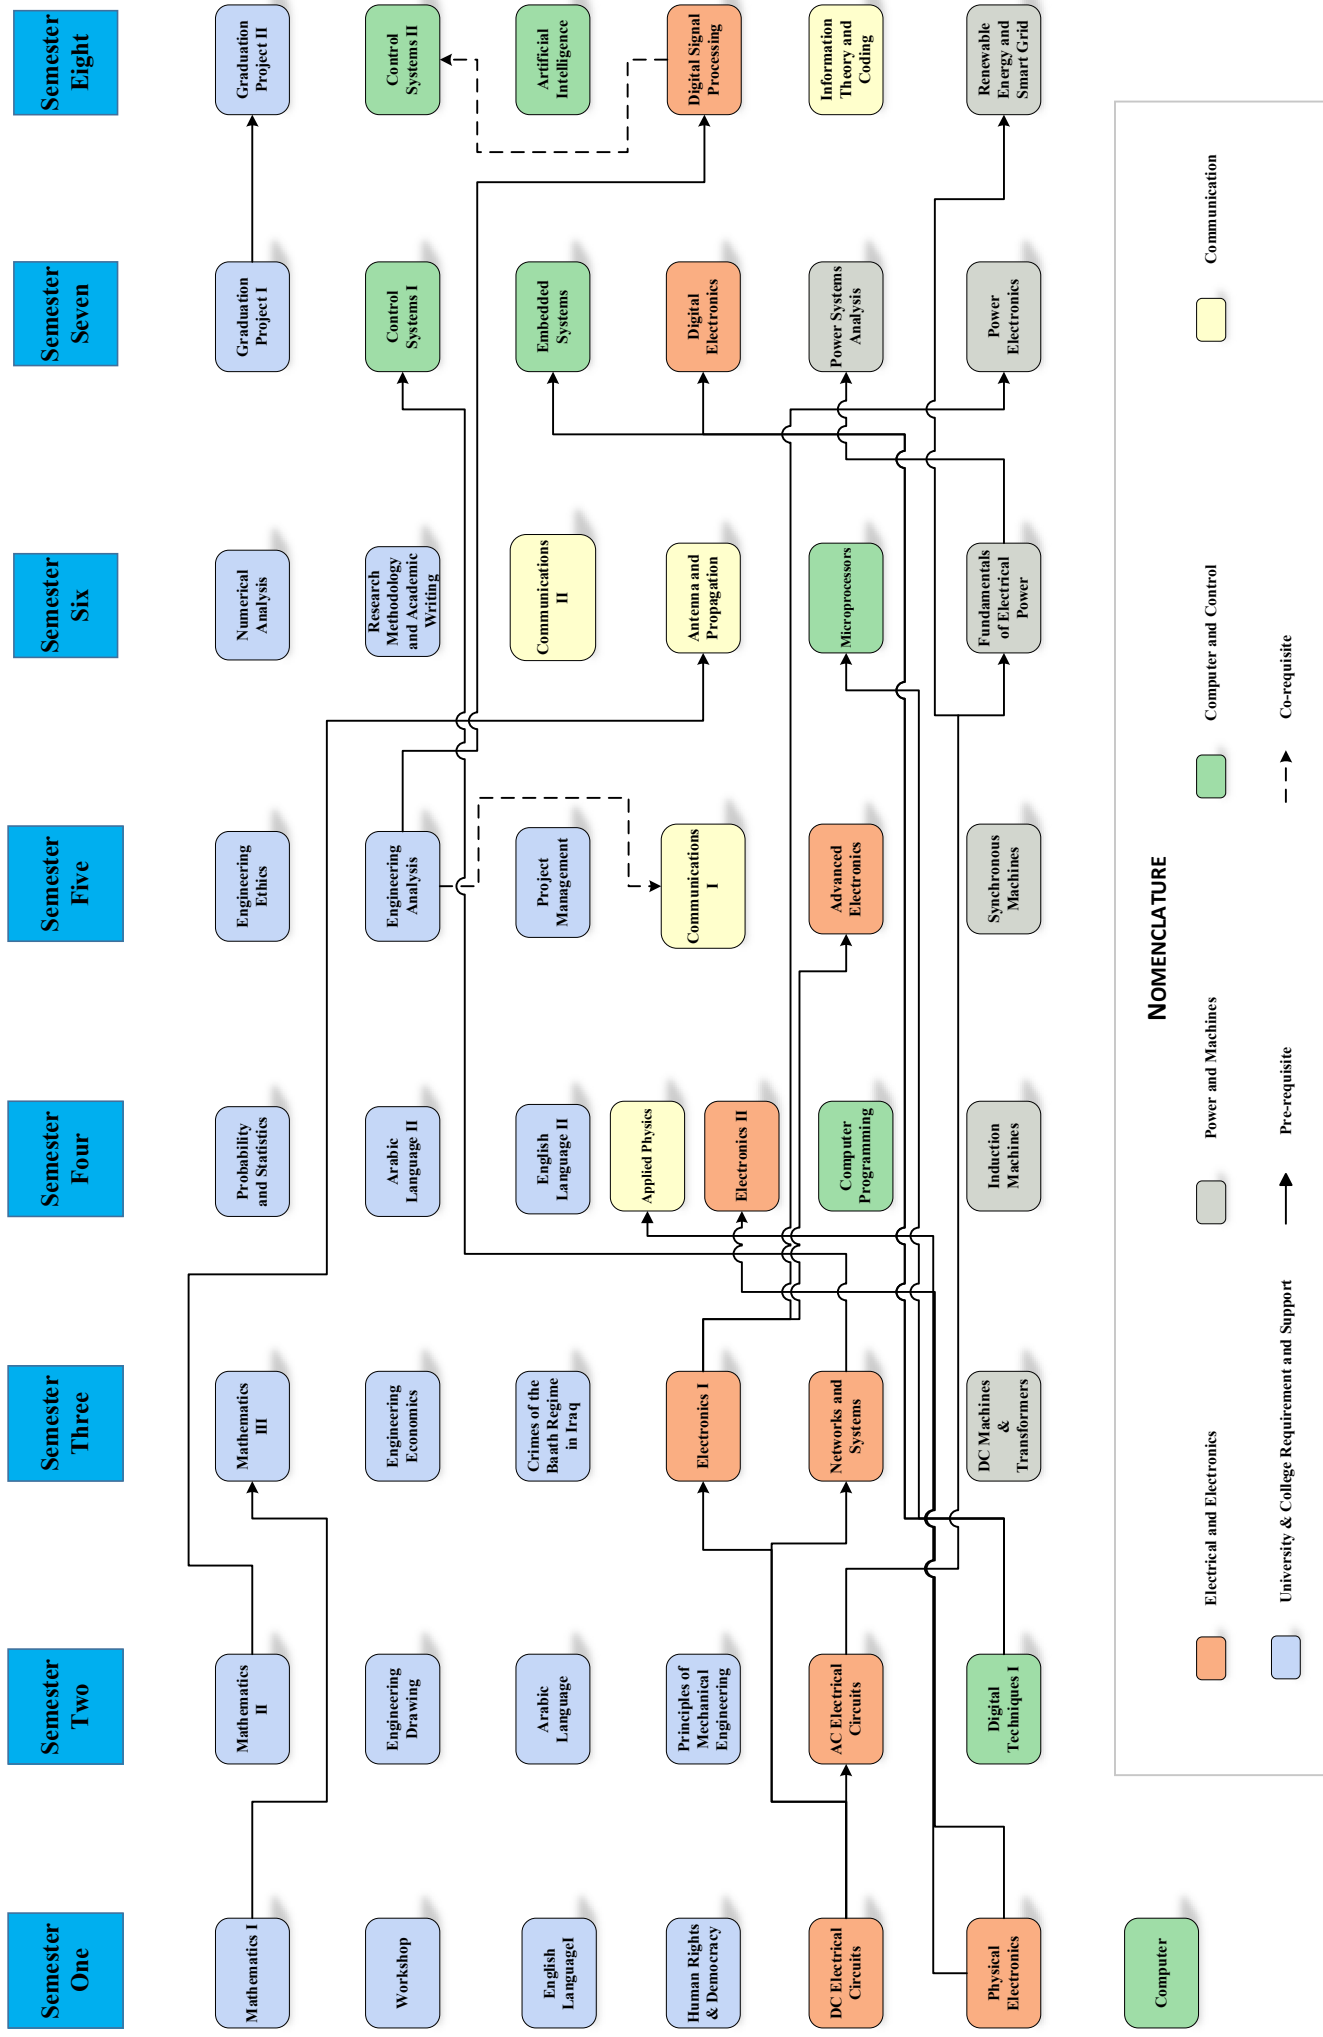 Semester
One
Semester
Two
Semester
Three
Semester
Four
Semester
Five
Semester
Six
Semester
Seven
Semester
Eight
Mathematics I
Mathematics
II
Mathematics
III
Probability
and Statistics
Engineering
Ethics
Numerical
Analysis
Graduation
Project I
Graduation
Project II
Workshop
Engineering
Drawing
Engineering
Economics
Arabic
Language II
Engineering
Analysis
Research
Methodology
and Academic
Writing
Control
Systems I
Control
Systems II
English
LanguageI
Arabic
Language
Crimes of the
Baath Regime
in Iraq
English
Language II
Project
Management
Communications
II
Embedded
Systems
Artificial
Intelligence
Human Rights
& Democracy
Principles of
Mechanical
Engineering
Electronics I
Applied Physics
Electronics II
Communications
I
Antenna and
Propagation
Digital
Electronics
Digital Signal
Processing
DC Electrical
Circuits
AC Electrical
Circuits
Networks and
Systems
Computer
Programming
Advanced
Electronics
Microprocessors
Power Systems
Analysis
Information
Theory and
Coding
Physical
Electronics
Digital
Techniques I
DC Machines
&
Transformers
Induction
Machines
Synchronous
Machines
Fundamentals
of Electrical
Power
Power
Electronics
Renewable
Energy and
Smart Grid
Computer
NOMENCLATURE
Electrical and Electronics
Power and Machines
Computer and Control
Communication
University & College Requirement and Support
Pre-requisite
Co-requisite